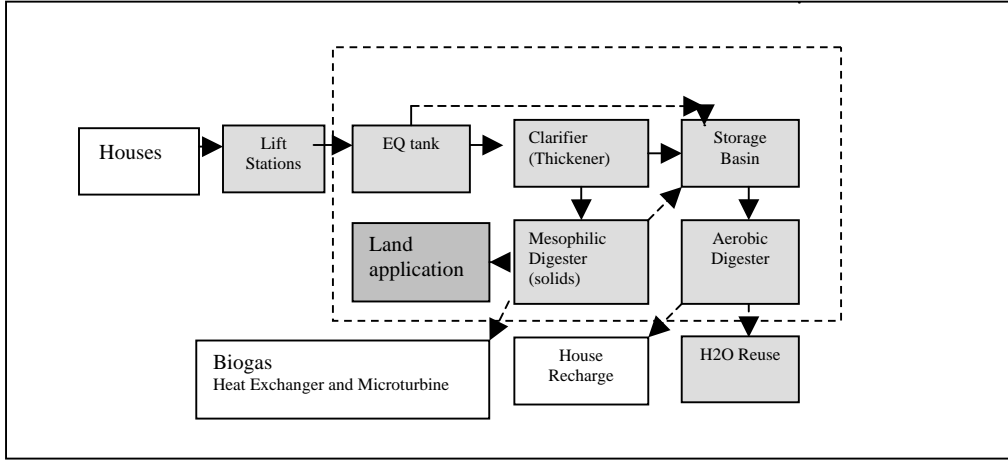 Houses
Lift
Stations
EQ tank
Clarifier
(Thickener)
Storage
Basin
Land
application
Mesophilic
Digester
(solids)
Aerobic
Digester
Biogas
Heat Exchanger and Microturbine
House
Recharge
H2O Reuse